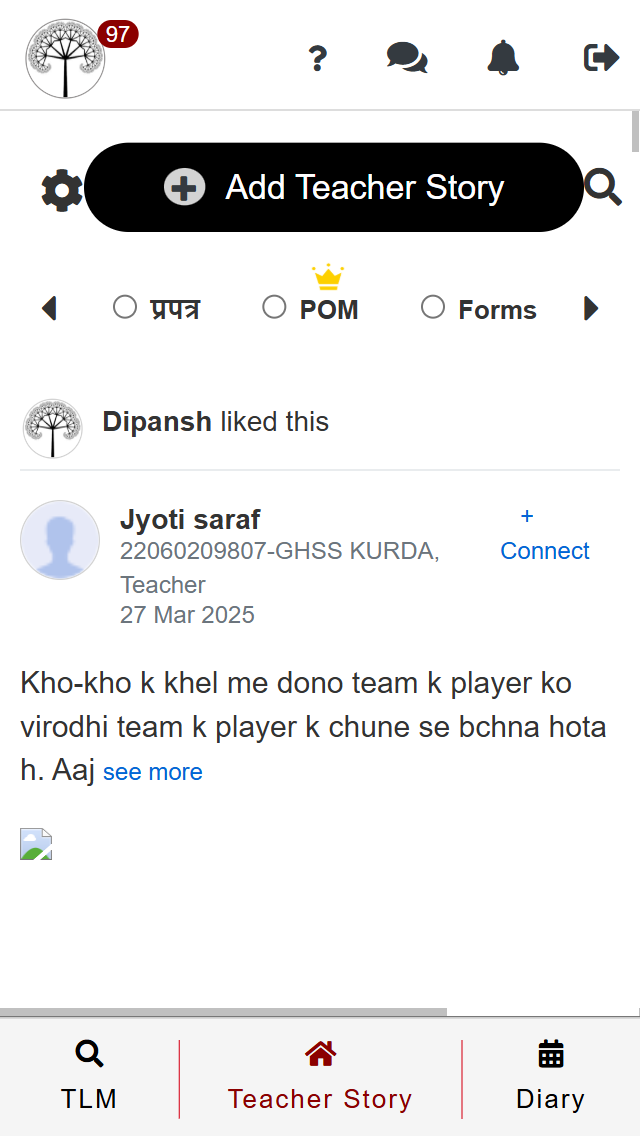 97
?
Add Teacher Story
प्रपत्र
POM
Forms
Dipansh liked this
Jyoti saraf
22060209807-GHSS KURDA,
Teacher
27 Mar 2025
+
Connect
Kho-kho k khel me dono team k player ko
virodhi team k player k chune se bchna hota
h. Aaj see more
TLM
Teacher Story
Diary